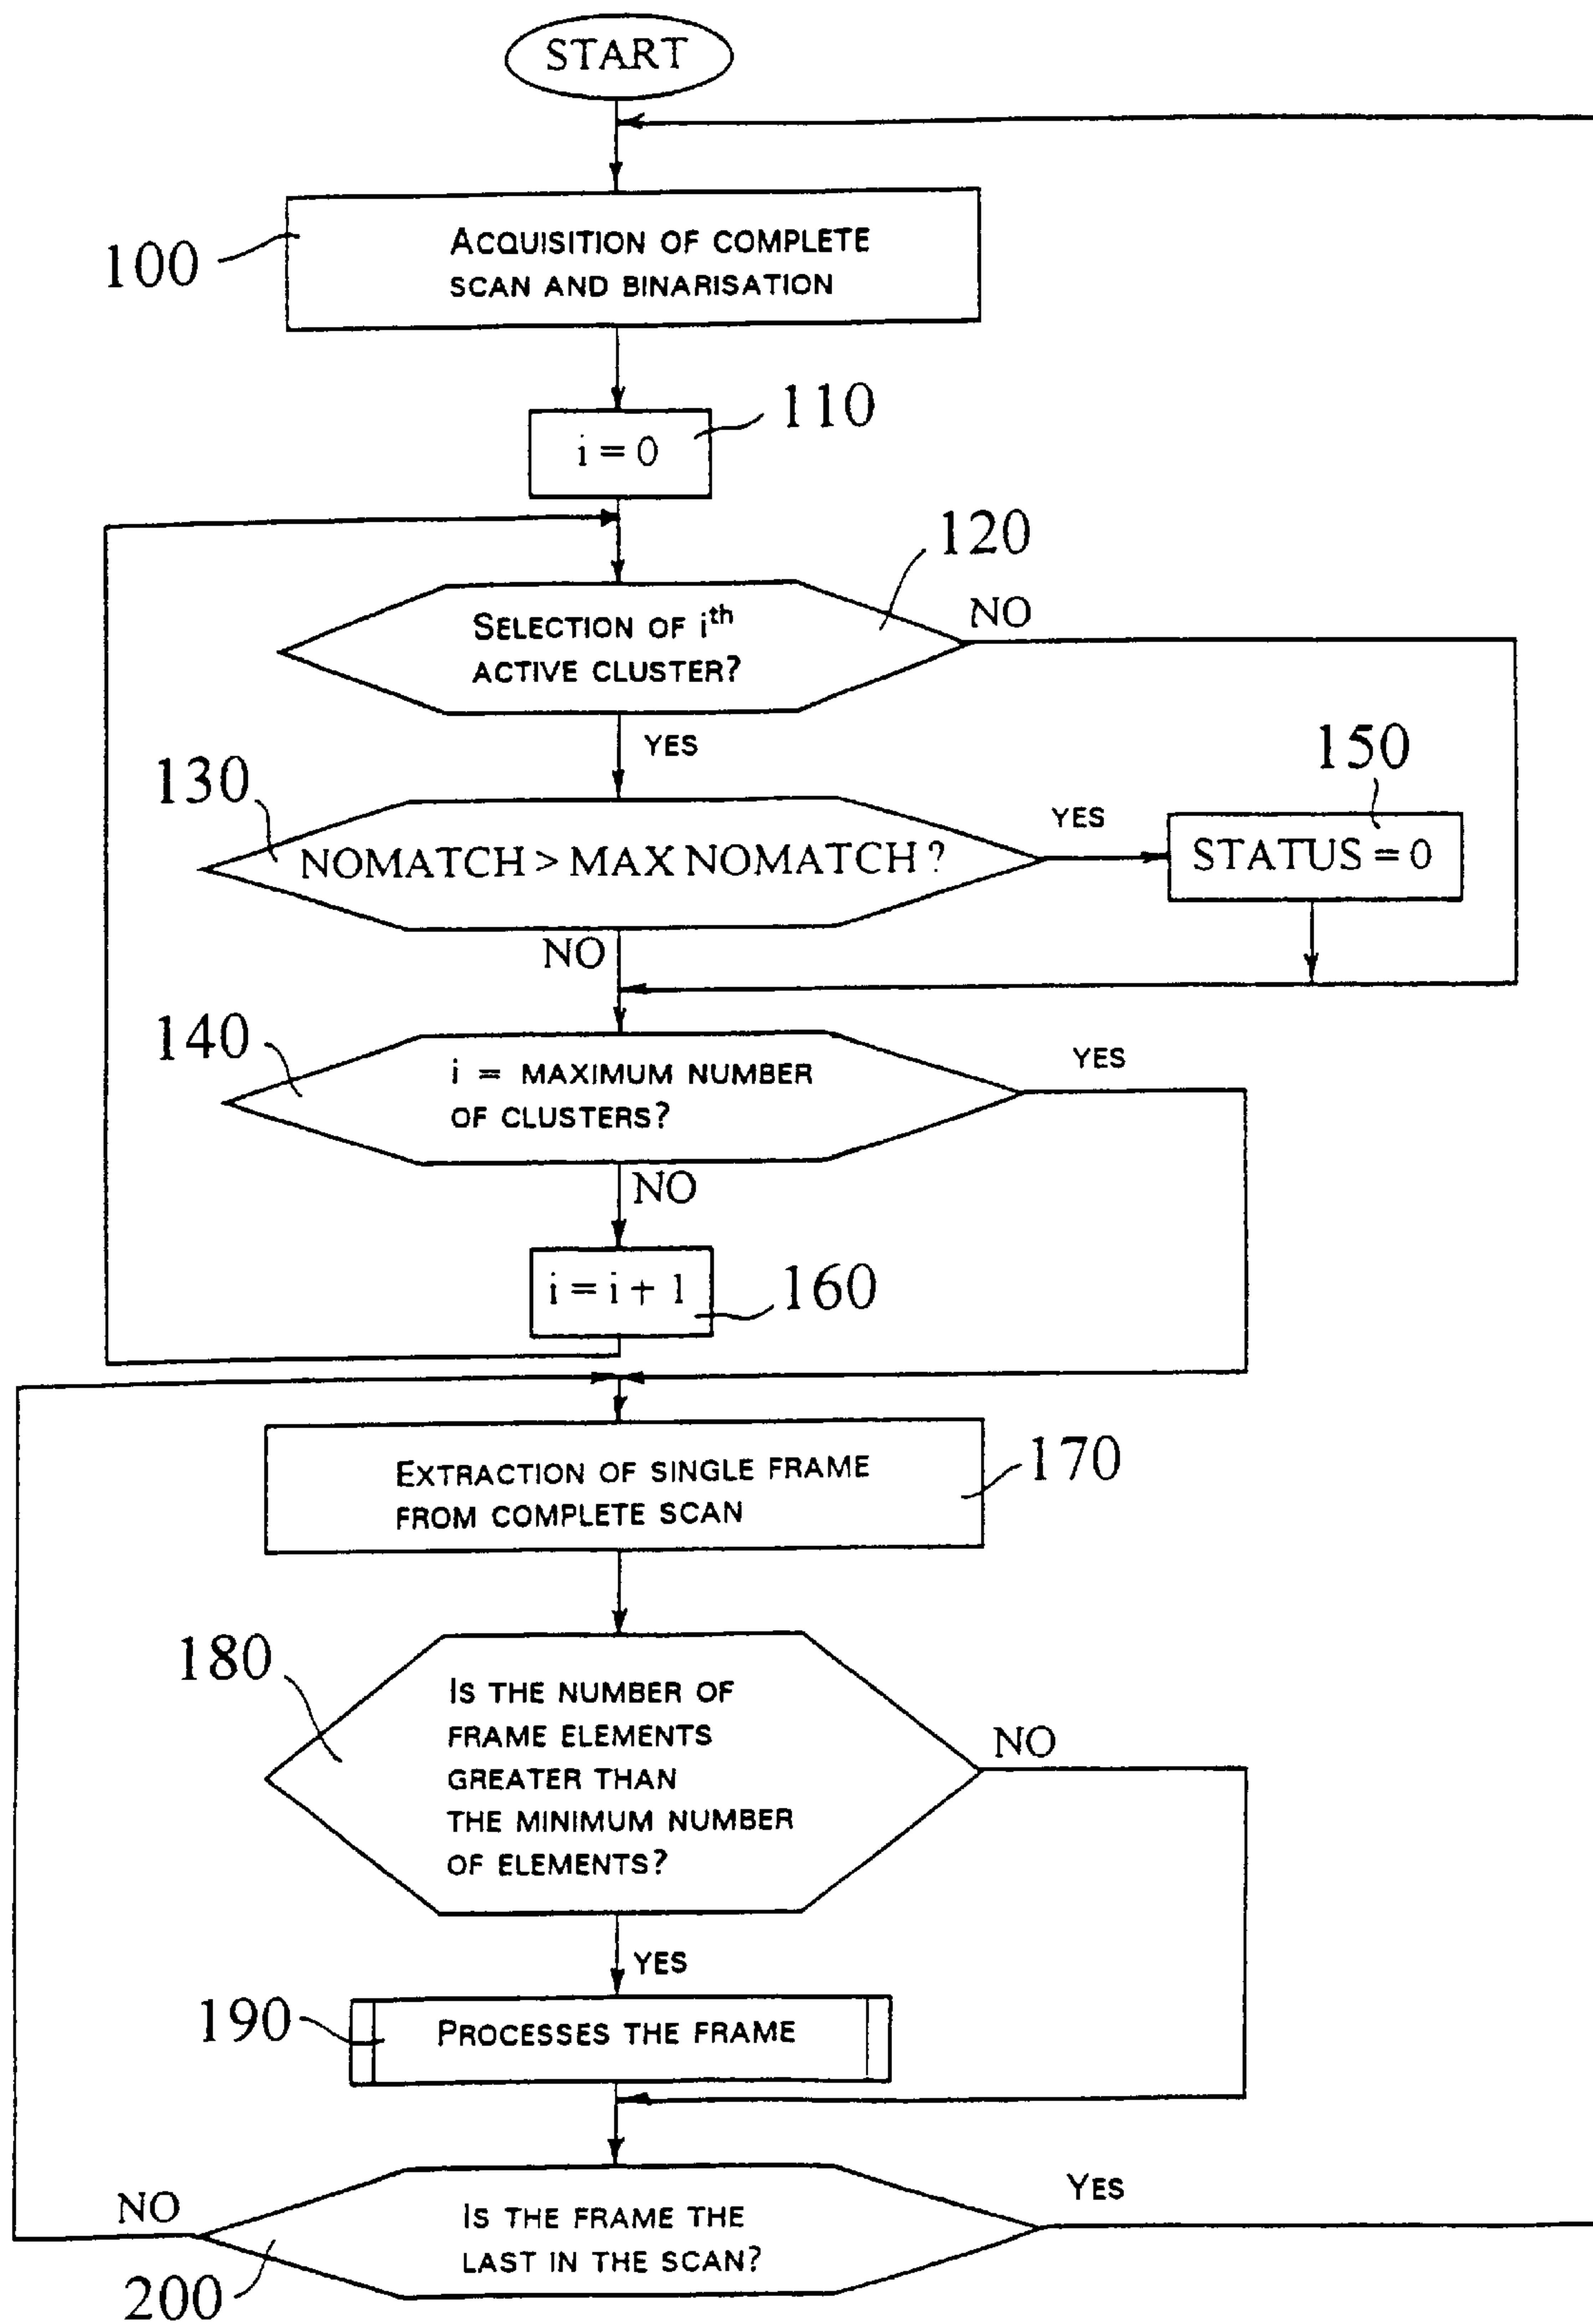 START
100
ACQUISITION OF COMPLETE
SCAN AND BINARISATION
110
i = 0
120
SELECTION OF ith
ACTIVE CLUSTER?
NO
YES
130
NOMATCH > MAX NOMATCH ?
YES
150
STATUS = 0
NO
140
i = MAXIMUM NUMBER
OF CLUSTERS?
YES
NO
i = i + 1
160
EXTRACTION OF SINGLE FRAME
FROM COMPLETE SCAN
170
180
IS THE NUMBER OF
FRAME ELEMENTS
GREATER THAN
THE MINIMUM NUMBER
OF ELEMENTS?
NO
YES
190
PROCESSES THE FRAME
NO
IS THE FRAME THE
LAST IN THE SCAN?
YES
200